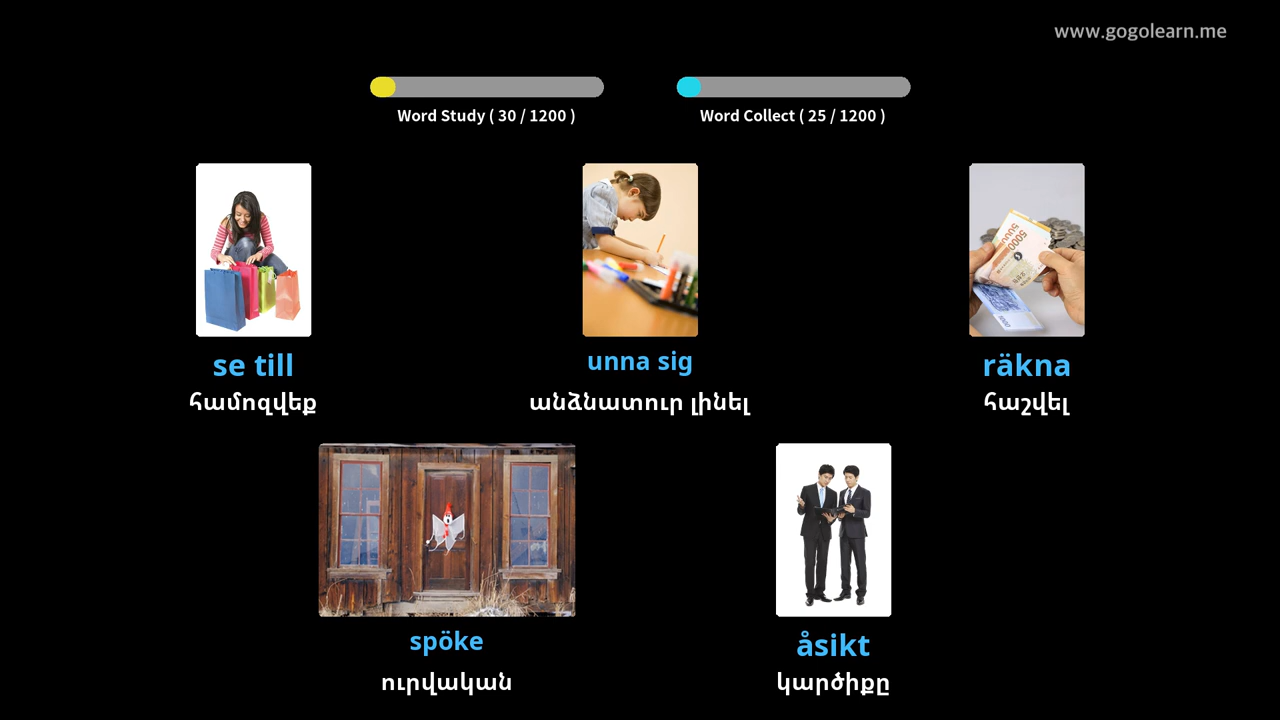 www.gogolearn.me
Word Study ( 30 / 1200 )
Word Collect ( 25 / 1200 )
se till
համոզվեք
unna sig
անձնատուր լինել
räkna
հաշվել
spöke
ուրվական
åsikt
կարծիքը